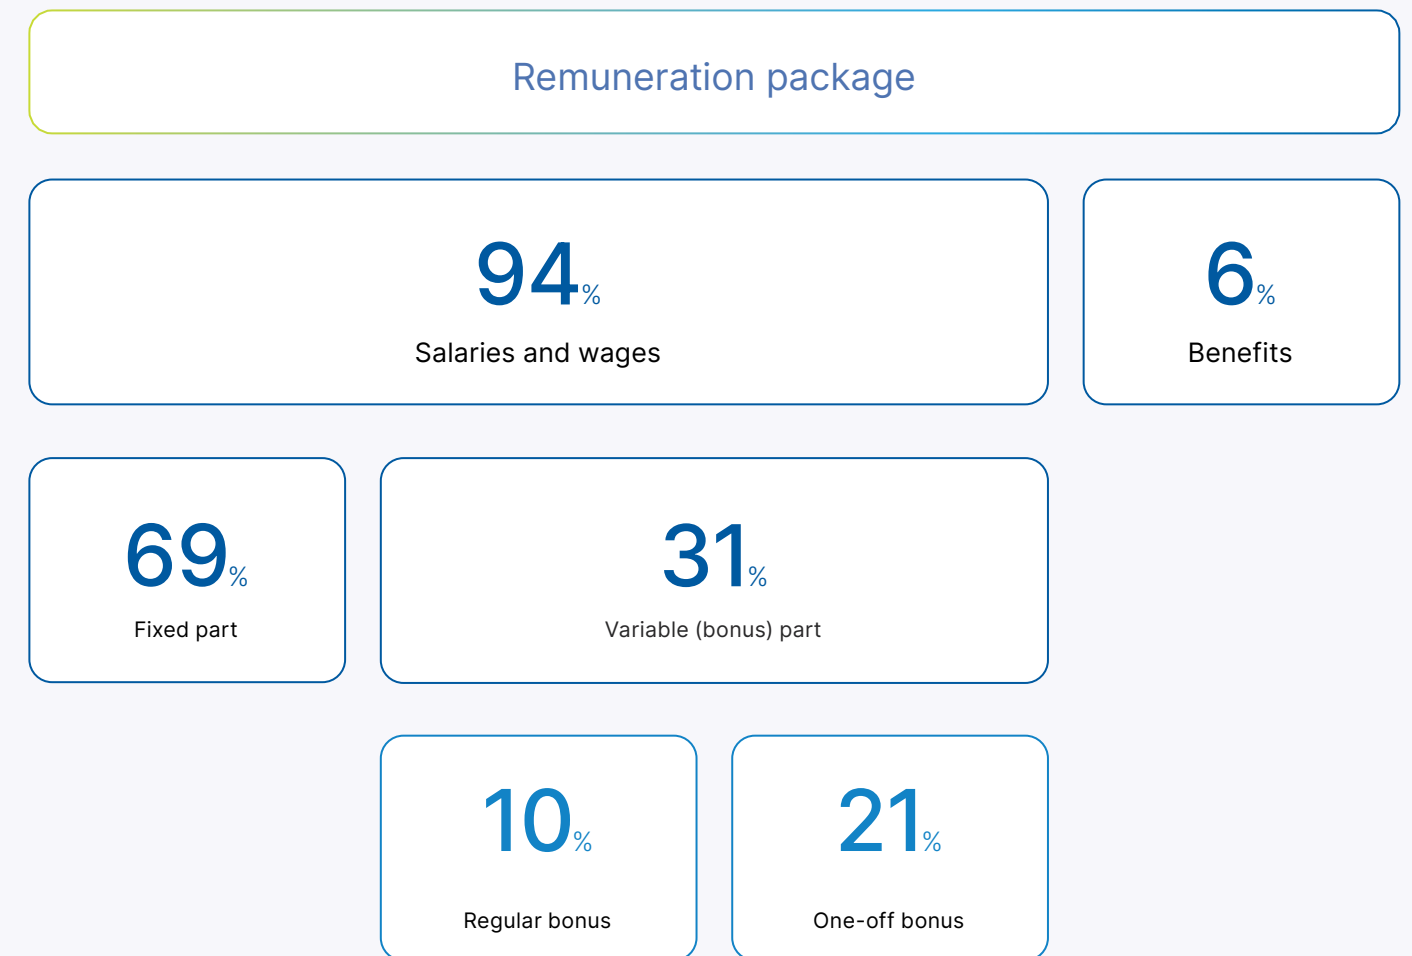 Remuneration package
94%
Salaries and wages
6%
Benefits
69%
Fixed part
31%
Variable (bonus) part
10%
Regular bonus
21%
One-off bonus